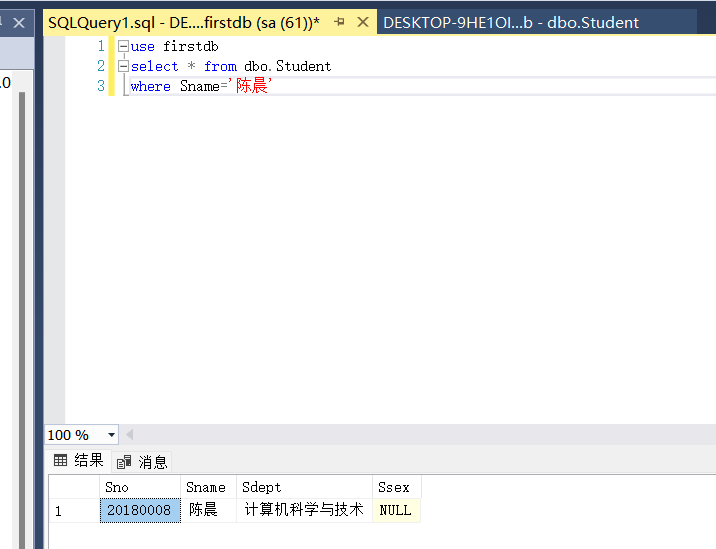 SQLQuery1.sql - DE....firstdb (sa (61))*
DESKTOP-9HE1OI...b - dbo.Student
.0
1 use firstdb
2 select * from dbo.Student
3 where Sname='陈晨'
100 %
结果 消息
Sno Sname Sdept Ssex
1 20180008 陈晨 计算机科学与技术 NULL